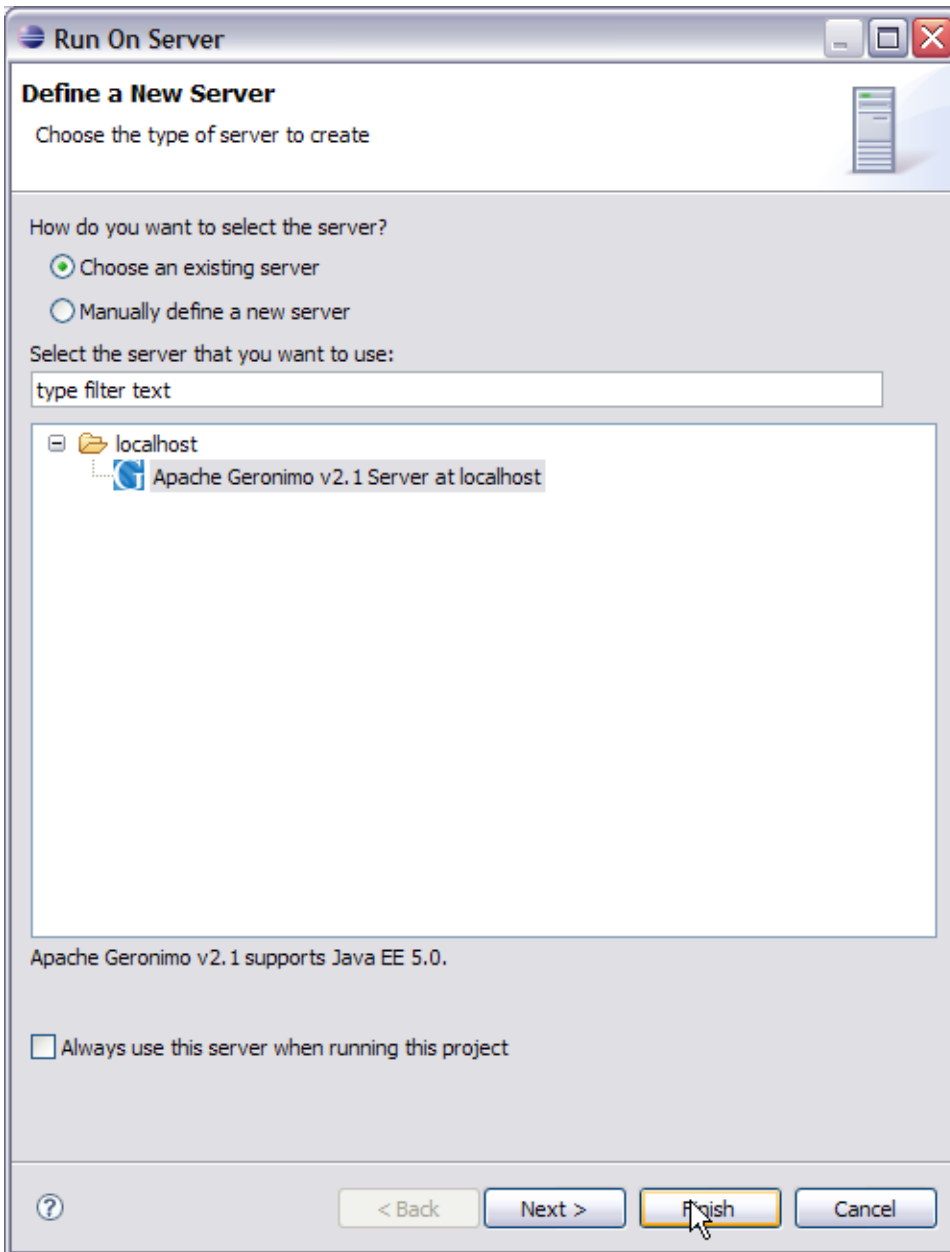 Run On Server
Define a New Server
Choose the type of server to create
How do you want to select the server?
Choose an existing server
Manually define a new server
Select the server that you want to use:
type filter text
localhost
Apache Geronimo v2.1 Server at localhost
Apache Geronimo v2.1 supports Java EE 5.0.
Always use this server when running this project
? < Back Next > Finish Cancel